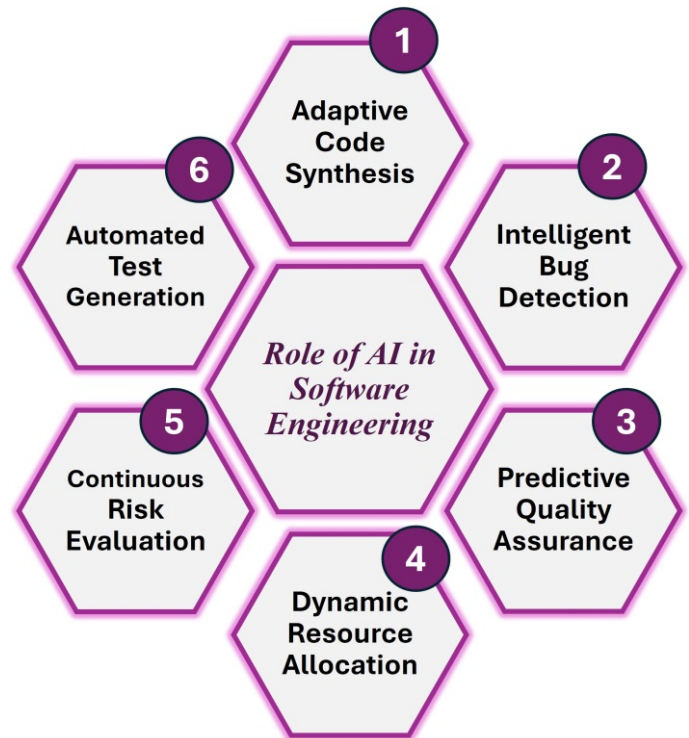 1
Adaptive
Code
Synthesis
2
Intelligent
Bug
Detection
3
Predictive
Quality
Assurance
4
Dynamic
Resource
Allocation
5
Continuous
Risk
Evaluation
6
Automated
Test
Generation
Role of AI in
Software
Engineering